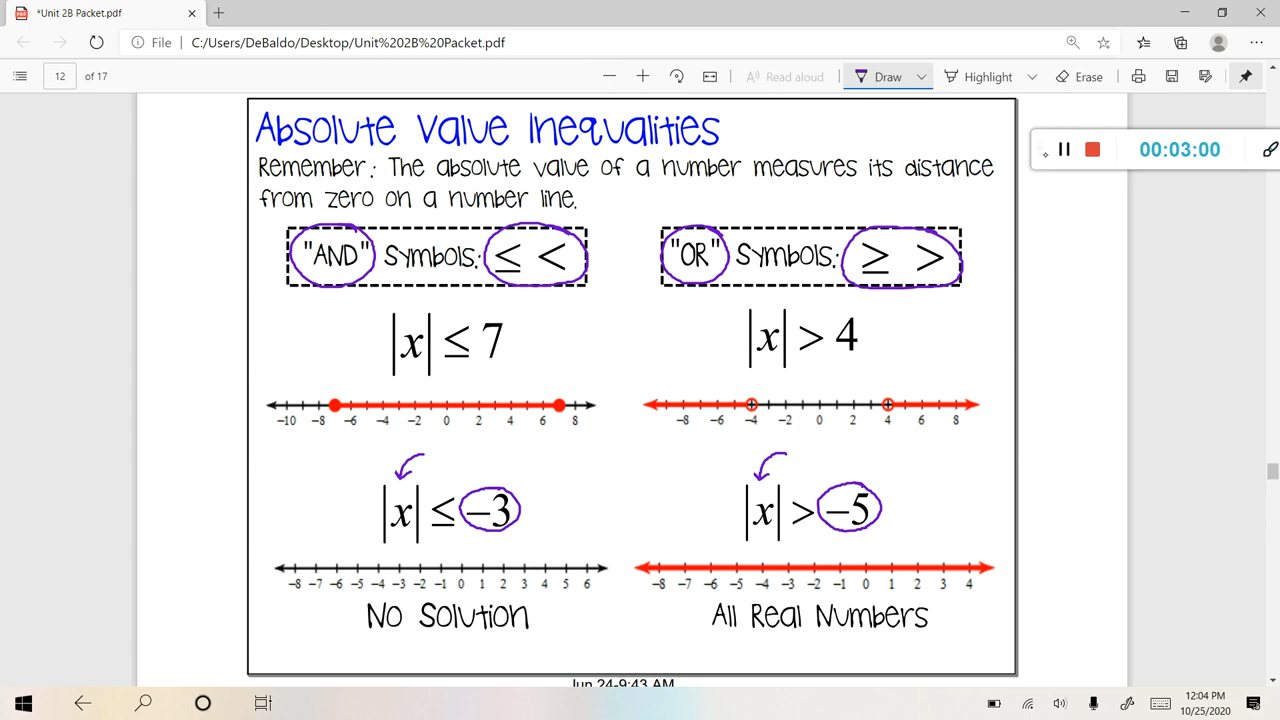 *Unit 2B Packet.pdf
File C:/Users/DeBaldo/Desktop/Unit%202B%20Packet.pdf
12 of 17 Read aloud Draw Highlight Erase
00:03:00
Absolute Value Inequalities
Remember: The absolute value of a number measures its distance
from zero on a number line.
"AND" Symbols: ≤ <
"OR" Symbols: ≥ >
|x| ≤ 7
|x| > 4
-10 -8 -6 -4 -2 0 2 4 6 8
-8 -6 -4 -2 0 2 4 6 8
|x| ≤ -3
|x| > -5
-8 -7 -6 -5 -4 -3 -2 -1 0 1 2 3 4 5 6
-8 -7 -6 -5 -4 -3 -2 -1 0 1 2 3 4
No Solution
All Real Numbers
Jun 24-9:43 AM
12:04 PM
10/25/2020